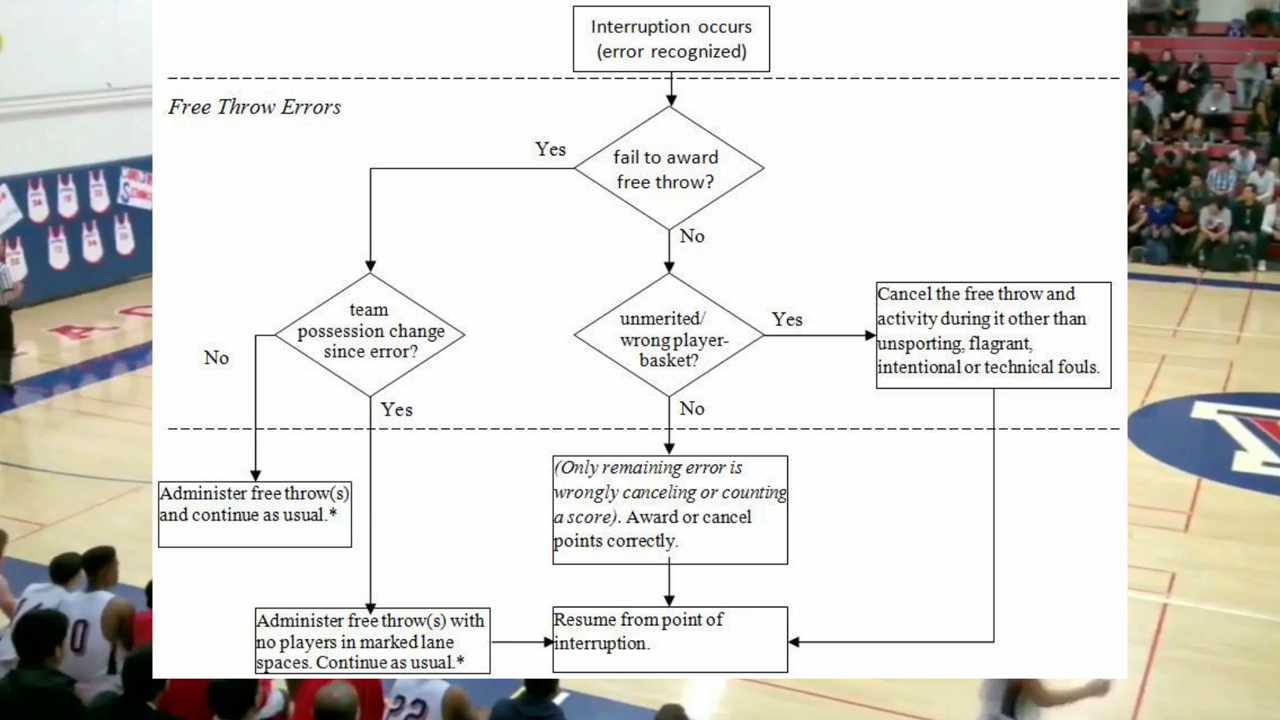 Interruption occurs
(error recognized)
Free Throw Errors
Yes
fail to award
free throw?
No
team
possession change
since error?
No
Yes
unmerited/
wrong player-
basket?
Yes
No
Cancel the free throw and
activity during it other than
unsporting, flagrant,
intentional or technical fouls.
Administer free throw(s)
and continue as usual.*
(Only remaining error is
wrongly canceling or counting
a score). Award or cancel
points correctly.
Administer free throw(s) with
no players in marked lane
spaces. Continue as usual.*
Resume from point of
interruption.
0
22